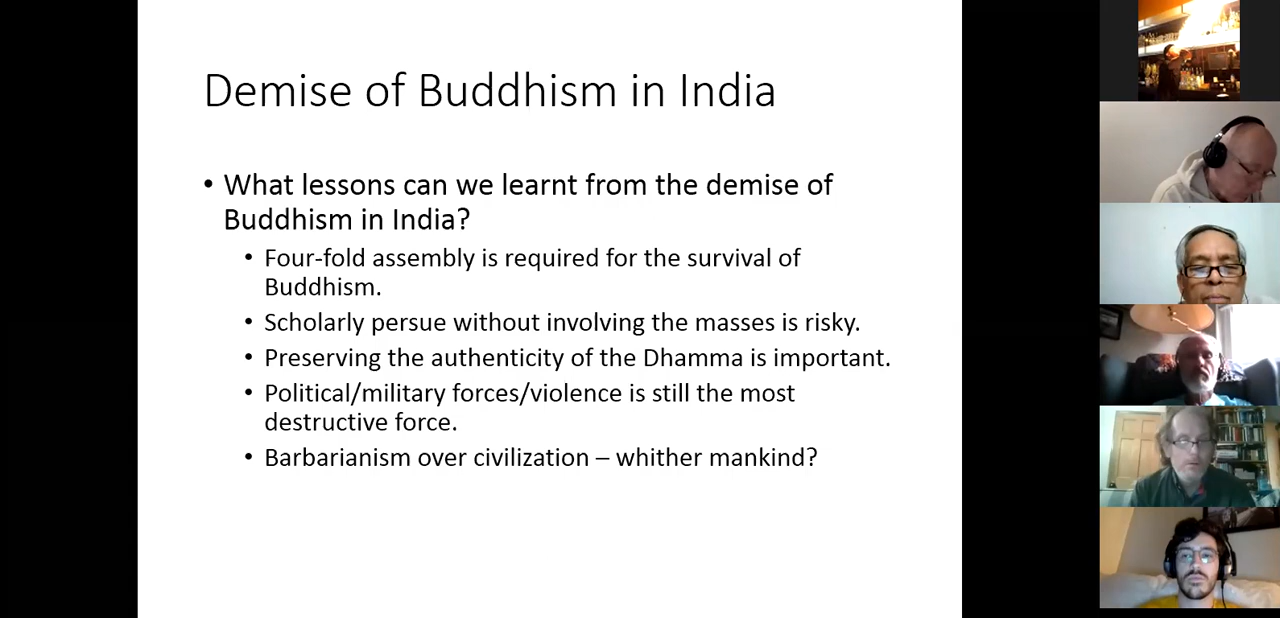 Demise of Buddhism in India
• What lessons can we learnt from the demise of
Buddhism in India?
• Four-fold assembly is required for the survival of
Buddhism.
• Scholarly persue without involving the masses is risky.
• Preserving the authenticity of the Dhamma is important.
• Political/military forces/violence is still the most
destructive force.
• Barbarianism over civilization – whither mankind?